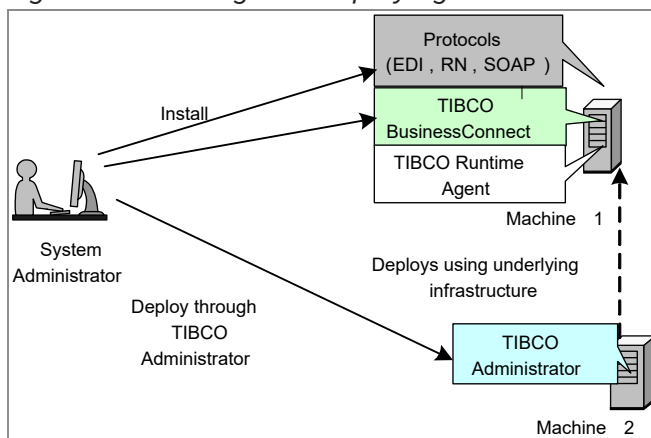 Protocols
(EDI , RN , SOAP )
Install
TIBCO
BusinessConnect
TIBCO Runtime
Agent
Machine 1
System
Administrator
Deploys using underlying
infrastructure
Deploy through
TIBCO
Administrator
TIBCO
Administrator
Machine 2